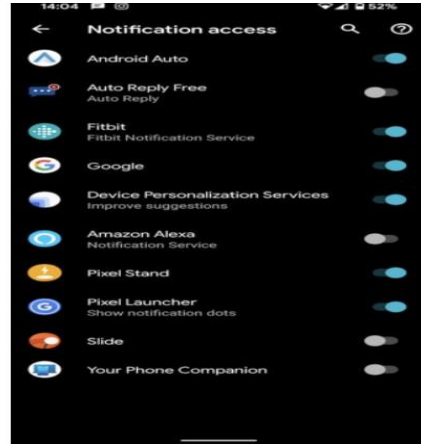 14:04 52%
Notification access
Android Auto
Auto Reply Free
Auto Reply
Fitbit
Fitbit Notification Service
Google
Device Personalization Services
Improve suggestions
Amazon Alexa
Notification Service
Pixel Stand
Pixel Launcher
Show notification dots
Slide
Your Phone Companion